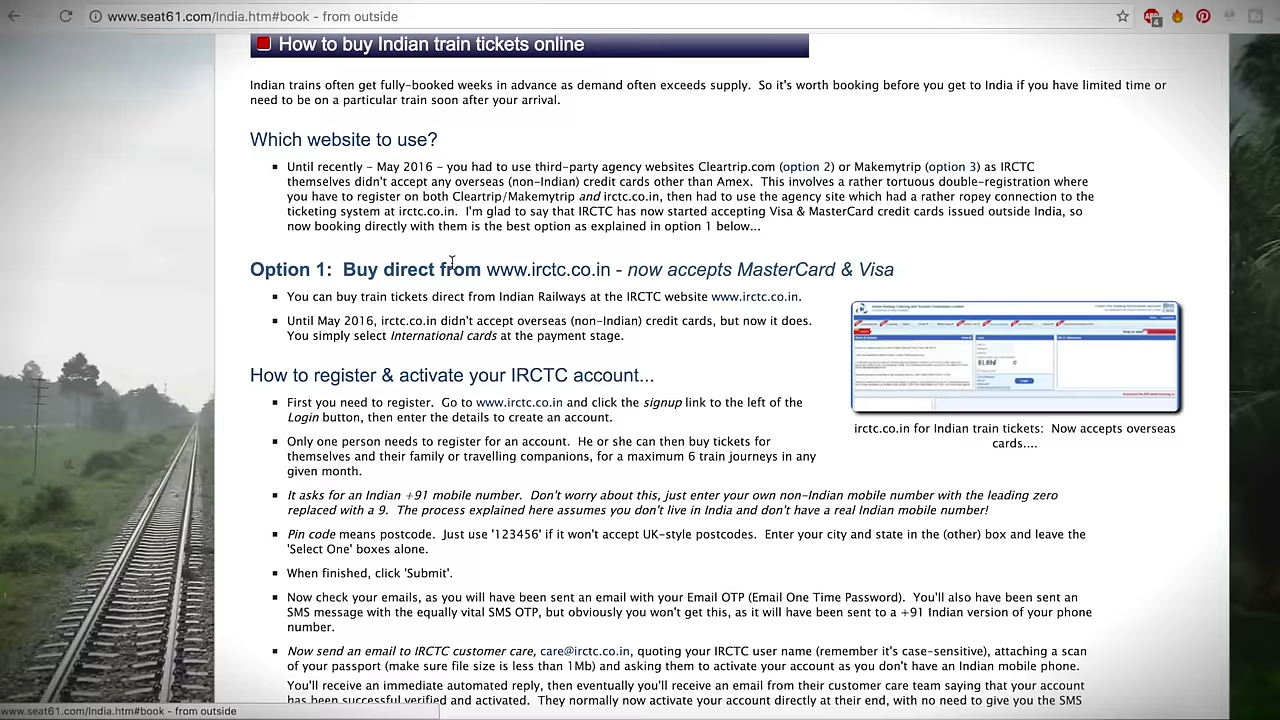 www.seat61.com/India.htm#book - from outside
ABP
4
How to buy Indian train tickets online
Indian trains often get fully-booked weeks in advance as demand often exceeds supply. So it's worth booking before you get to India if you have limited time or
need to be on a particular train soon after your arrival.
Which website to use?
Until recently - May 2016 - you had to use third-party agency websites Cleartrip.com (option 2) or Makemytrip (option 3) as IRCTC
themselves didn't accept any overseas (non-Indian) credit cards other than Amex. This involves a rather tortuous double-registration where
you have to register on both Cleartrip/Makemytrip and irctc.co.in, then had to use the agency site which had a rather ropey connection to the
ticketing system at irctc.co.in. I'm glad to say that IRCTC has now started accepting Visa & MasterCard credit cards issued outside India, so
now booking directly with them is the best option as explained in option 1 below...
Option 1: Buy direct from www.irctc.co.in - now accepts MasterCard & Visa
You can buy train tickets direct from Indian Railways at the IRCTC website www.irctc.co.in.
Until May 2016, irctc.co.in didn't accept overseas (non-Indian) credit cards, but now it does.
You simply select International cards at the payment stage.
How to register & activate your IRCTC account...
First you need to register. Go to www.irctc.co.in and click the signup link to the left of the
Login button, then enter the details to create an account.
Only one person needs to register for an account. He or she can then buy tickets for
themselves and their family or travelling companions, for a maximum 6 train journeys in any
given month.
irctc.co.in for Indian train tickets: Now accepts overseas
cards....
It asks for an Indian +91 mobile number. Don't worry about this, just enter your own non-Indian mobile number with the leading zero
replaced with a 9. The process explained here assumes you don't live in India and don't have a real Indian mobile number!
Pin code means postcode. Just use '123456' if it won't accept UK-style postcodes. Enter your city and state in the (other) box and leave the
'Select One' boxes alone.
When finished, click 'Submit'.
Now check your emails, as you will have been sent an email with your Email OTP (Email One Time Password). You'll also have been sent an
SMS message with the equally vital SMS OTP, but obviously you won't get this, as it will have been sent to a +91 Indian version of your phone
number.
Now send an email to IRCTC customer care, care@irctc.co.in, quoting your IRCTC user name (remember it's case-sensitive), attaching a scan
of your passport (make sure file size is less than 1Mb) and asking them to activate your account as you don't have an Indian mobile phone.
You'll receive an immediate automated reply, then eventually you'll receive an email from their customer care team saying that your account
has been successful verified and activated. They normally now activate your account directly at their end, with no need to give you the SMS
www.seat61.com/India.htm#book - from outside